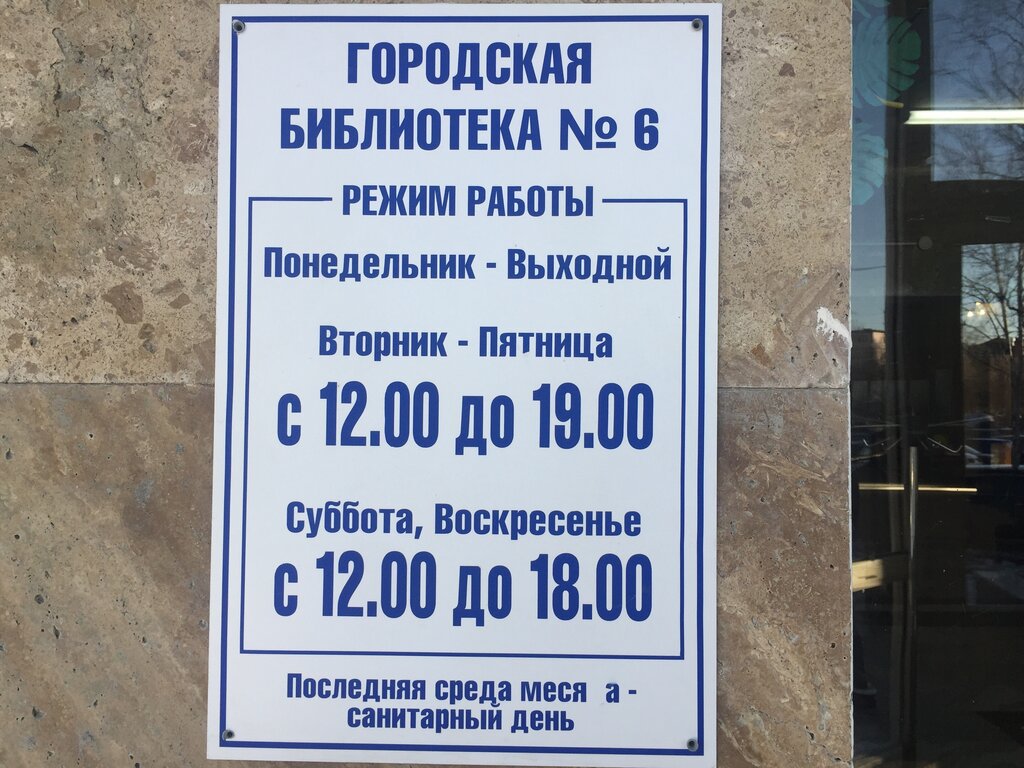 ГОРОДСКАЯ
БИБЛИОТЕКА № 6
РЕЖИМ РАБОТЫ
Понедельник - Выходной
Вторник - Пятница
с 12.00 до 19.00
Суббота, Воскресенье
с 12.00 до 18.00
Последняя среда меся а -
санитарный день